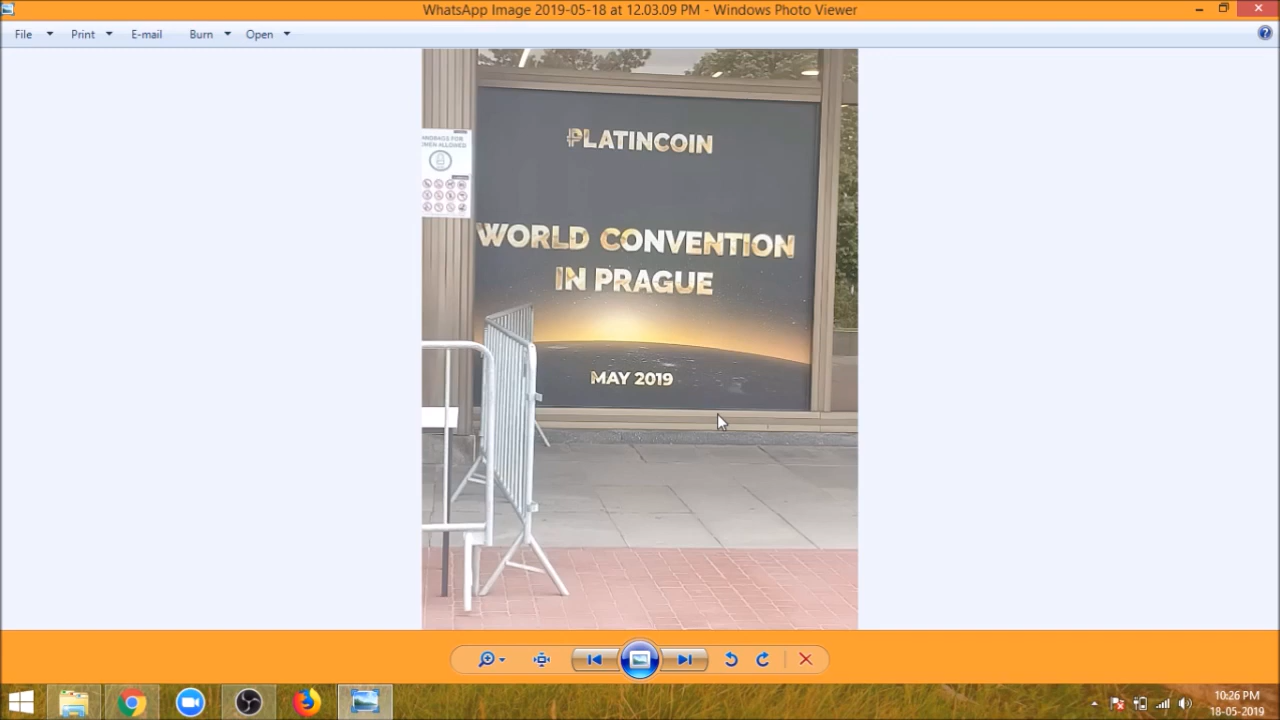 WhatsApp Image 2019-05-18 at 12.03.09 PM - Windows Photo Viewer
File Print E-mail Burn Open
PLATINCOIN
WORLD CONVENTION
IN PRAGUE
MAY 2019
10:26 PM
18-05-2019